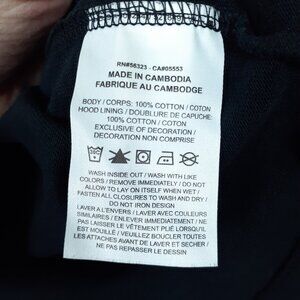 RN#56323 - CA#05553
MADE IN CAMBODIA
FABRIQUE AU CAMBODGE
BODY / CORPS: 100% COTTON / COTON
HOOD LINING / DOUBLURE DE CAPUCHE:
100% COTTON / COTON
EXCLUSIVE OF DECORATION /
DECORATION NON COMPRISE
WASH INSIDE OUT / WASH WITH LIKE
COLORS / REMOVE IMMEDIATELY / DO NOT
ALLOW TO LAY ON ITSELF WHEN WET /
FASTEN ALL CLOSURES TO WASH AND DRY /
DO NOT IRON DESIGN
LAVER A L'ENVERS / LAVER AVEC COULEURS
SIMILAIRES / ENLEVER IMMEDIATEMENT / NE
PAS LAISSER LE VÊTEMENT PLIÉ LORSQU'IL
EST MOUILLÉ / VEUILLEZ BOUCLER TOUTES
LES ATTACHES AVANT DE LAVER ET SECHER /
NE PAS REPASSER LE DESSIN